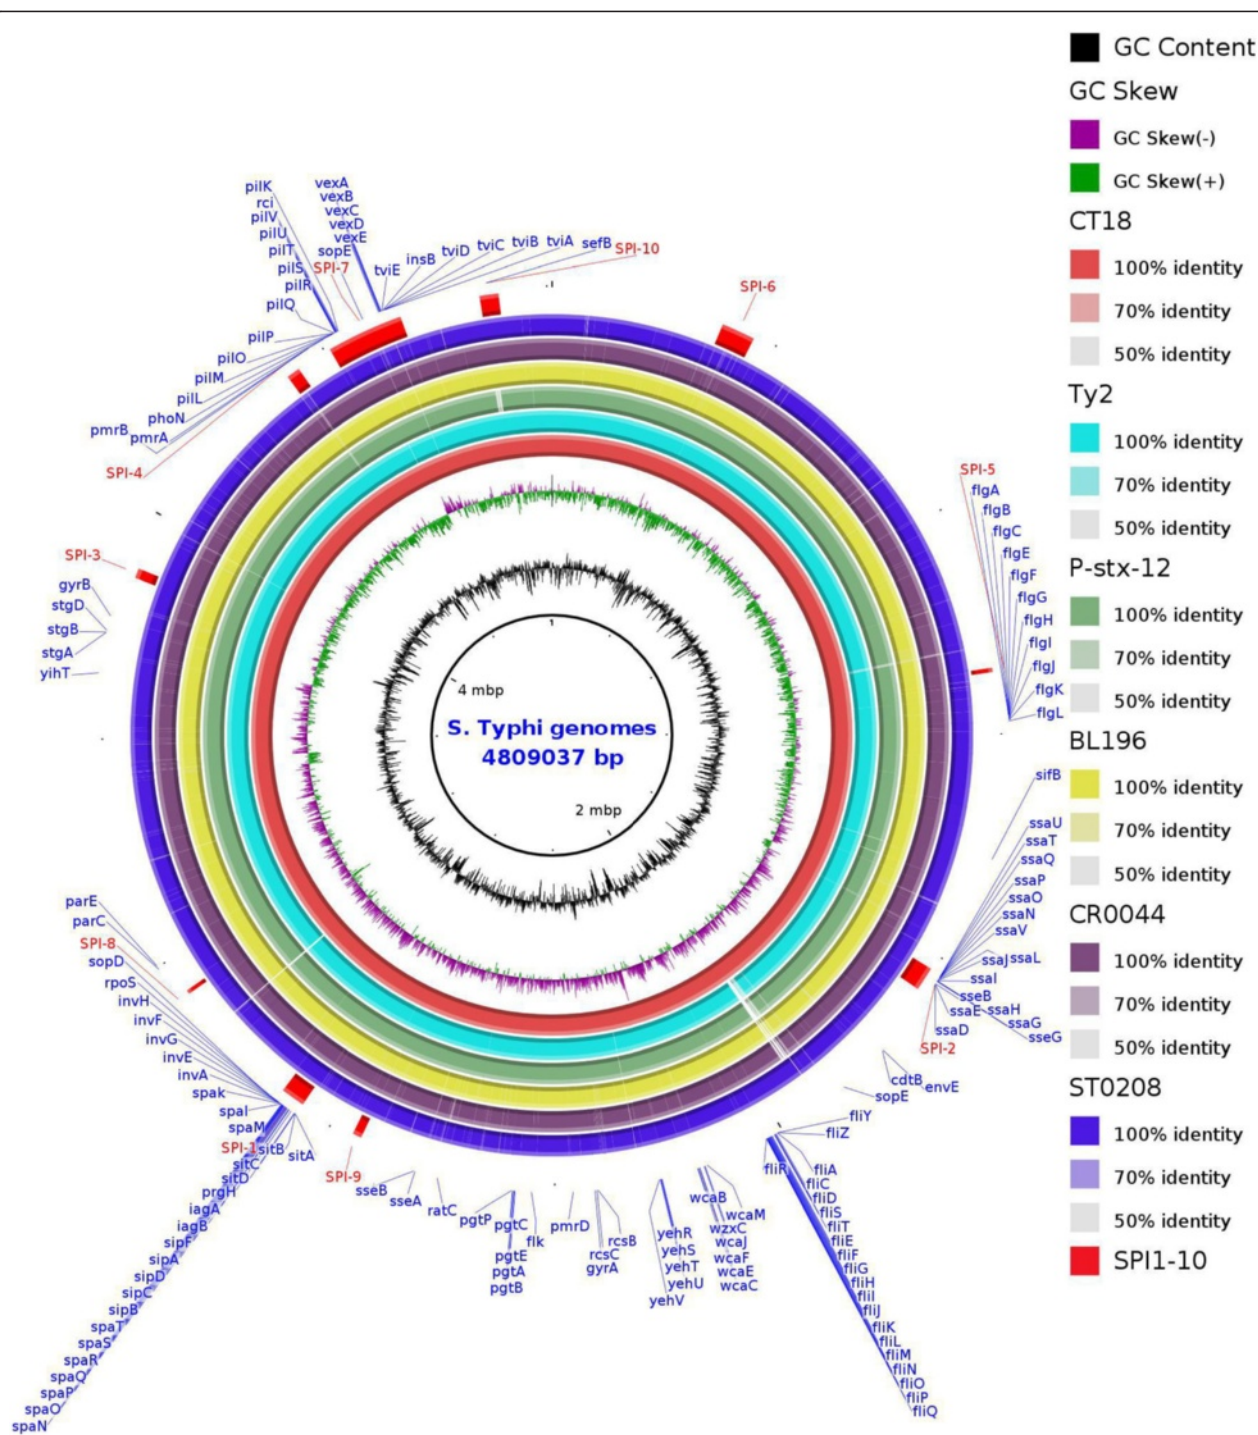 GC Content
GC Skew
GC Skew(-)
GC Skew(+)
CT18
100% identity
70% identity
50% identity
Ty2
100% identity
70% identity
50% identity
P-stx-12
100% identity
70% identity
50% identity
BL196
100% identity
70% identity
50% identity
CR0044
100% identity
70% identity
50% identity
ST0208
100% identity
70% identity
50% identity
SPI1-10
pilK
rci
pilV
pilU
pilT
pilS
pilR
pilQ
pilP
pilO
pilM
pilL
phoN
pmrB
pmrA
SPI-4
vexA
vexB
vexC
vexD
vexE
sopE
SPI-7
tviE
insB
tviD
tviC
tviB
tviA
sefB
SPI-10
SPI-6
SPI-5
flgA
flgB
flgC
flgE
flgF
flgG
flgH
flgI
flgJ
flgK
flgL
sifB
ssaU
ssaT
ssaQ
ssaP
ssaO
ssaN
ssaV
ssaJ
ssaL
ssaI
sseB
ssaE
ssaH
ssaG
ssaD
sseG
SPI-2
cdtB
envE
sopE
fliY
fliZ
fliR
fliA
fliC
fliD
fliS
fliT
fliE
fliF
fliG
fliH
fliI
fliJ
fliK
fliL
fliM
fliN
fliO
fliP
fliQ
wcaB
wcaM
wzxC
wcaJ
wcaF
wcaE
wcaC
yehR
yehS
yehT
yehU
yehV
rcsB
rcsC
gyrA
pmrD
flk
pgtP
pgtC
pgtE
pgtA
pgtB
ratC
sseA
sseB
SPI-9
SPI-3
gyrB
stgD
stgB
stgA
yihT
parE
parC
SPI-8
sopD
rpoS
invH
invF
invG
invE
invA
spak
spaI
spaM
SPI-1
sitB
sitA
sitC
sitD
prgH
iagA
iagB
sipF
sipA
sipD
sipC
sipB
spaT
spaS
spaR
spaQ
spaP
spaO
spaN
4 mbp
S. Typhi genomes
4809037 bp
2 mbp